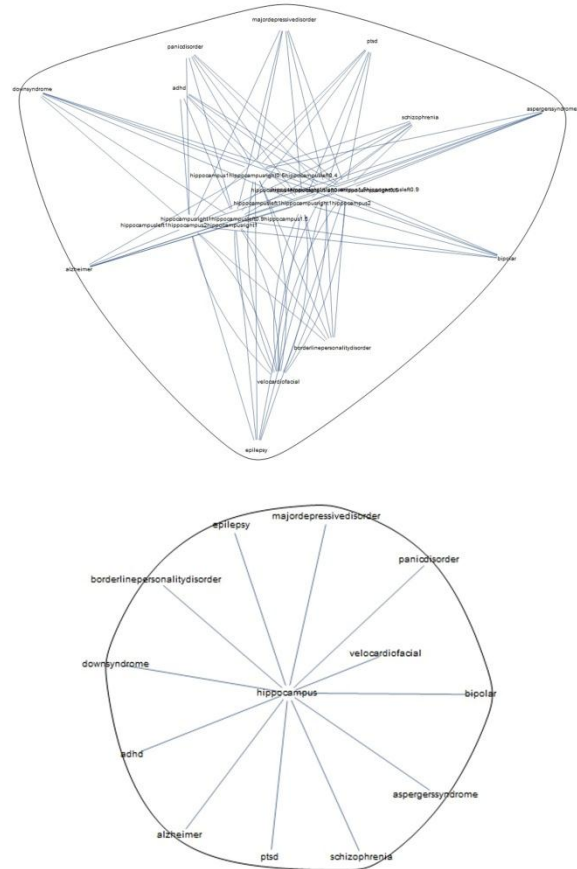 majordepressivedisorder
panicdisorder
ptsd
adhd
downsyndrome
aspergerssyndrome
schizophrenia
alzheimer
bipolar
borderlinepersonalitydisorder
velocardiofacial
epilepsy
majordepressivedisorder
epilepsy
panicdisorder
borderlinepersonalitydisorder
velocardiofacial
downsyndrome
hippocampus
bipolar
adhd
aspergerssyndrome
alzheimer
ptsd
schizophrenia